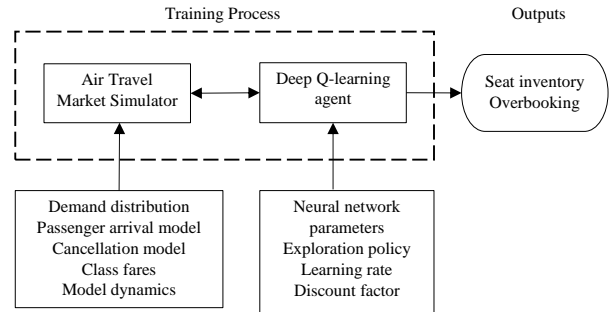 Training Process
Outputs
Air Travel
Market Simulator
Deep Q-learning
agent
Seat inventory
Overbooking
Demand distribution
Passenger arrival model
Cancellation model
Class fares
Model dynamics
Neural network
parameters
Exploration policy
Learning rate
Discount factor